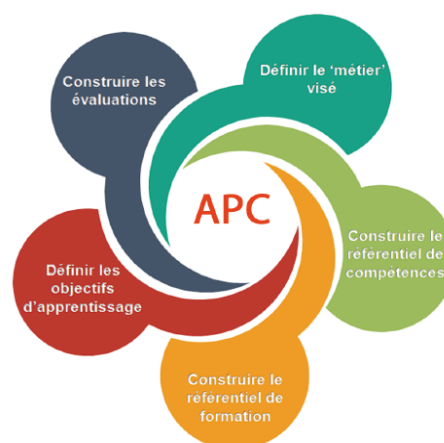 Définir le ‘métier’
visé
Construire le
référentiel de
compétences
Construire le
référentiel de
formation
Définir les
objectifs
d’apprentissage
Construire les
évaluations
APC